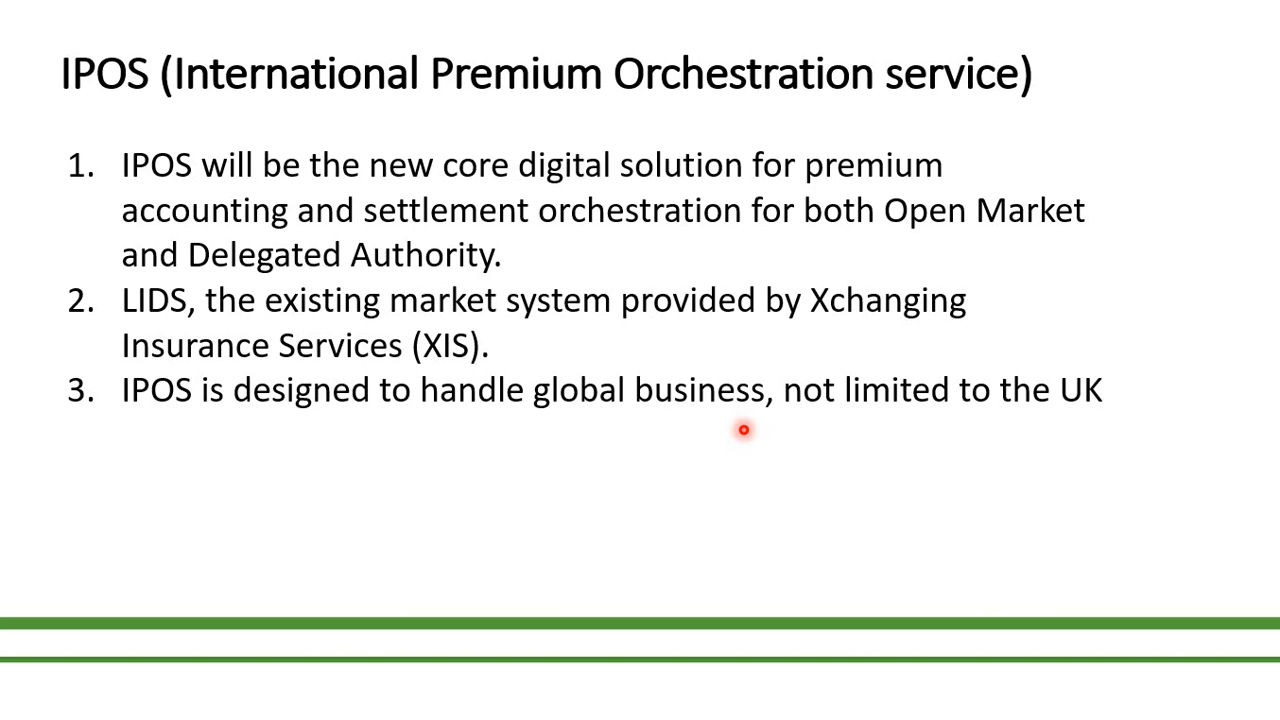 IPOS (International Premium Orchestration service)
1. IPOS will be the new core digital solution for premium
accounting and settlement orchestration for both Open Market
and Delegated Authority.
2. LIDS, the existing market system provided by Xchanging
Insurance Services (XIS).
3. IPOS is designed to handle global business, not limited to the UK